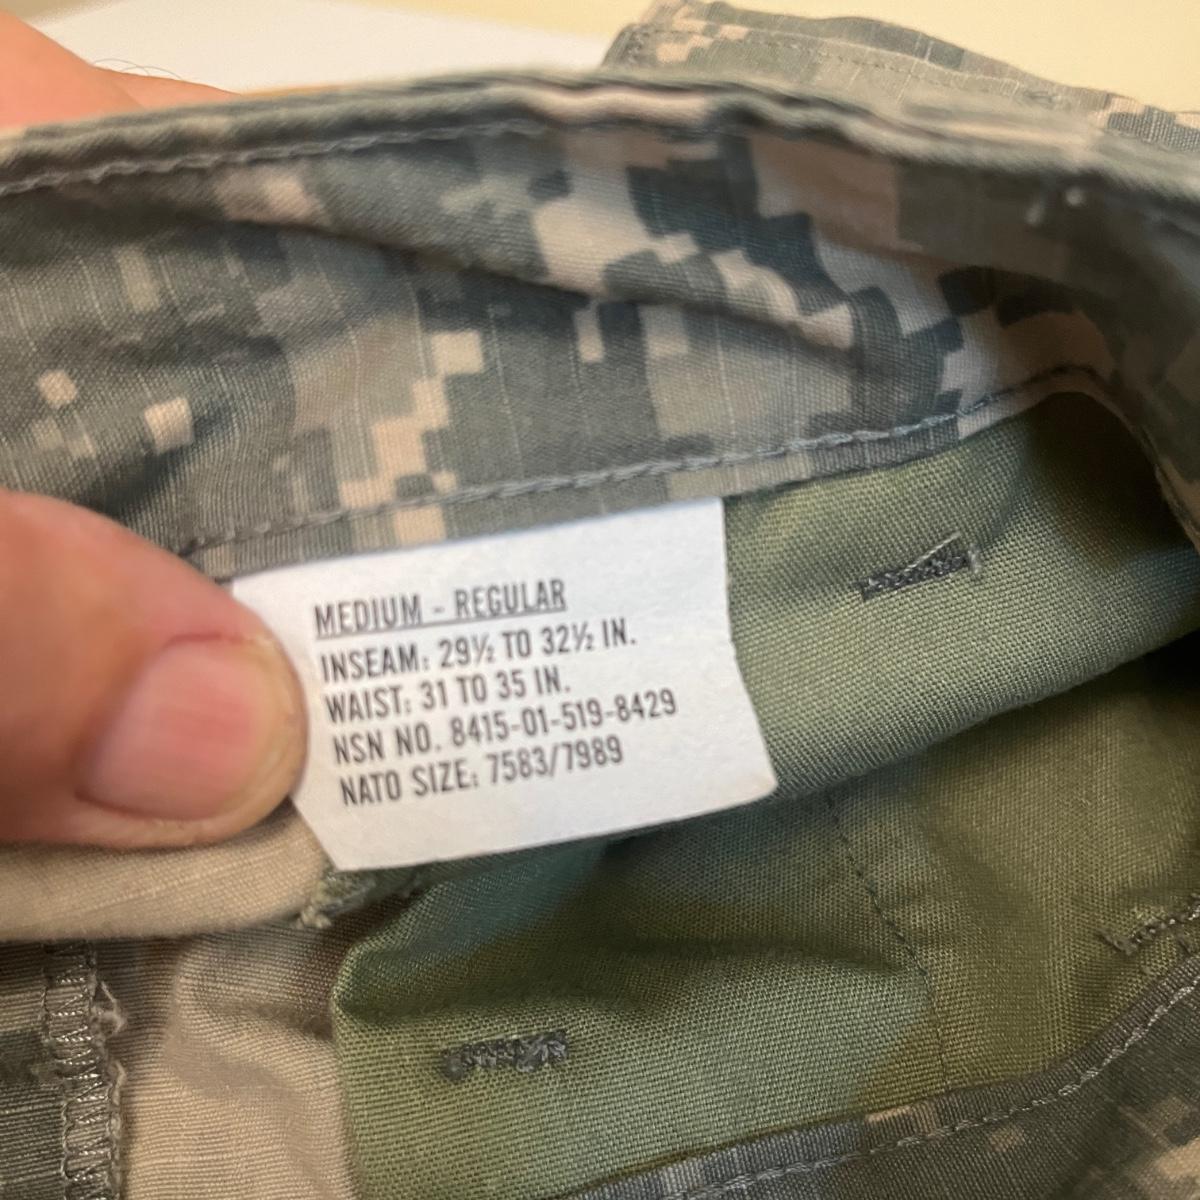 MEDIUM - REGULAR
INSEAM: 29½ TO 32½ IN.
WAIST: 31 TO 35 IN.
NSN NO. 8415-01-519-8429
NATO SIZE: 7583/7989